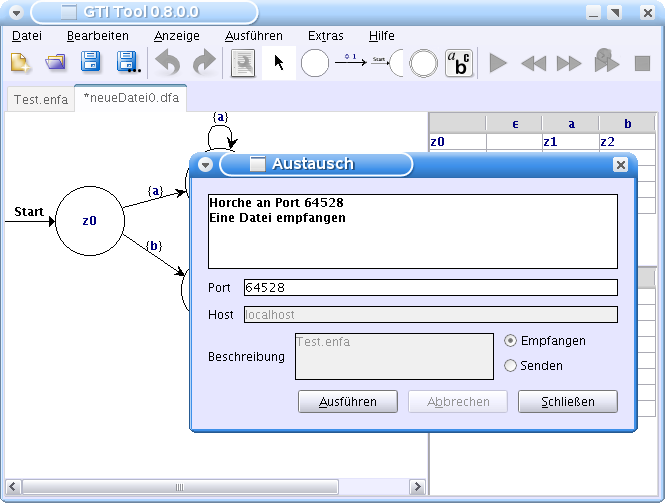 GTI Tool 0.8.0.0
Datei Bearbeiten Anzeige Ausführen Extras Hilfe
0 1 Start abc
Test.enfa *neueDatei0.dfa
{a}
ϵ a b
z0 z1 z2
Austausch
Horche an Port 64528
Eine Datei empfangen
{a}
Start
z0
{b}
Port 64528
Host localhost
Beschreibung Test.enfa
Empfangen
Senden
Ausführen Abbrechen Schließen